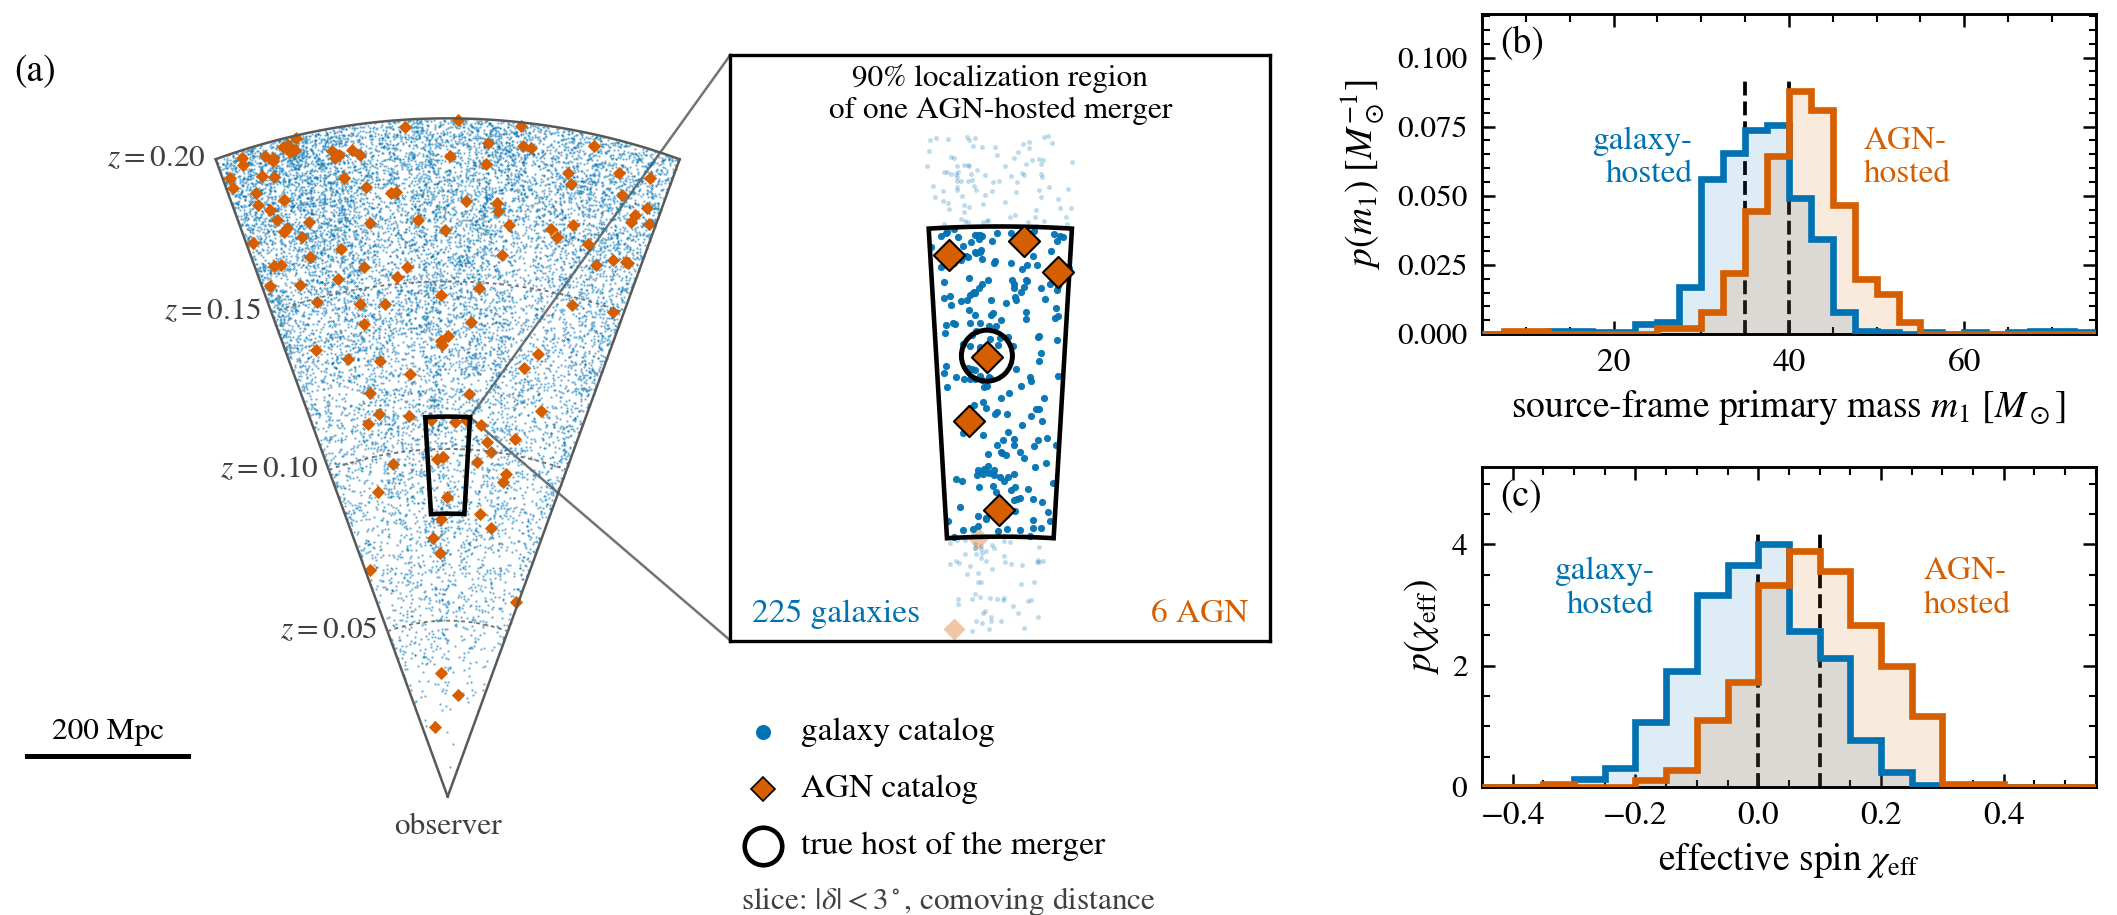 (a)
z=0.20
z=0.15
z=0.10
z=0.05
200 Mpc
observer
90% localization region
of one AGN-hosted merger
225 galaxies
6 AGN
galaxy catalog
AGN catalog
true host of the merger
slice: |δ| < 3°, comoving distance
(b)
0.100
0.075
0.050
0.025
0.000
p(m₁) [M⊙⁻¹]
galaxy-
hosted
AGN-
hosted
20
40
60
source-frame primary mass m₁ [M⊙]
(c)
4
2
0
p(χeff)
galaxy-
hosted
AGN-
hosted
−0.4
−0.2
0.0
0.2
0.4
effective spin χeff